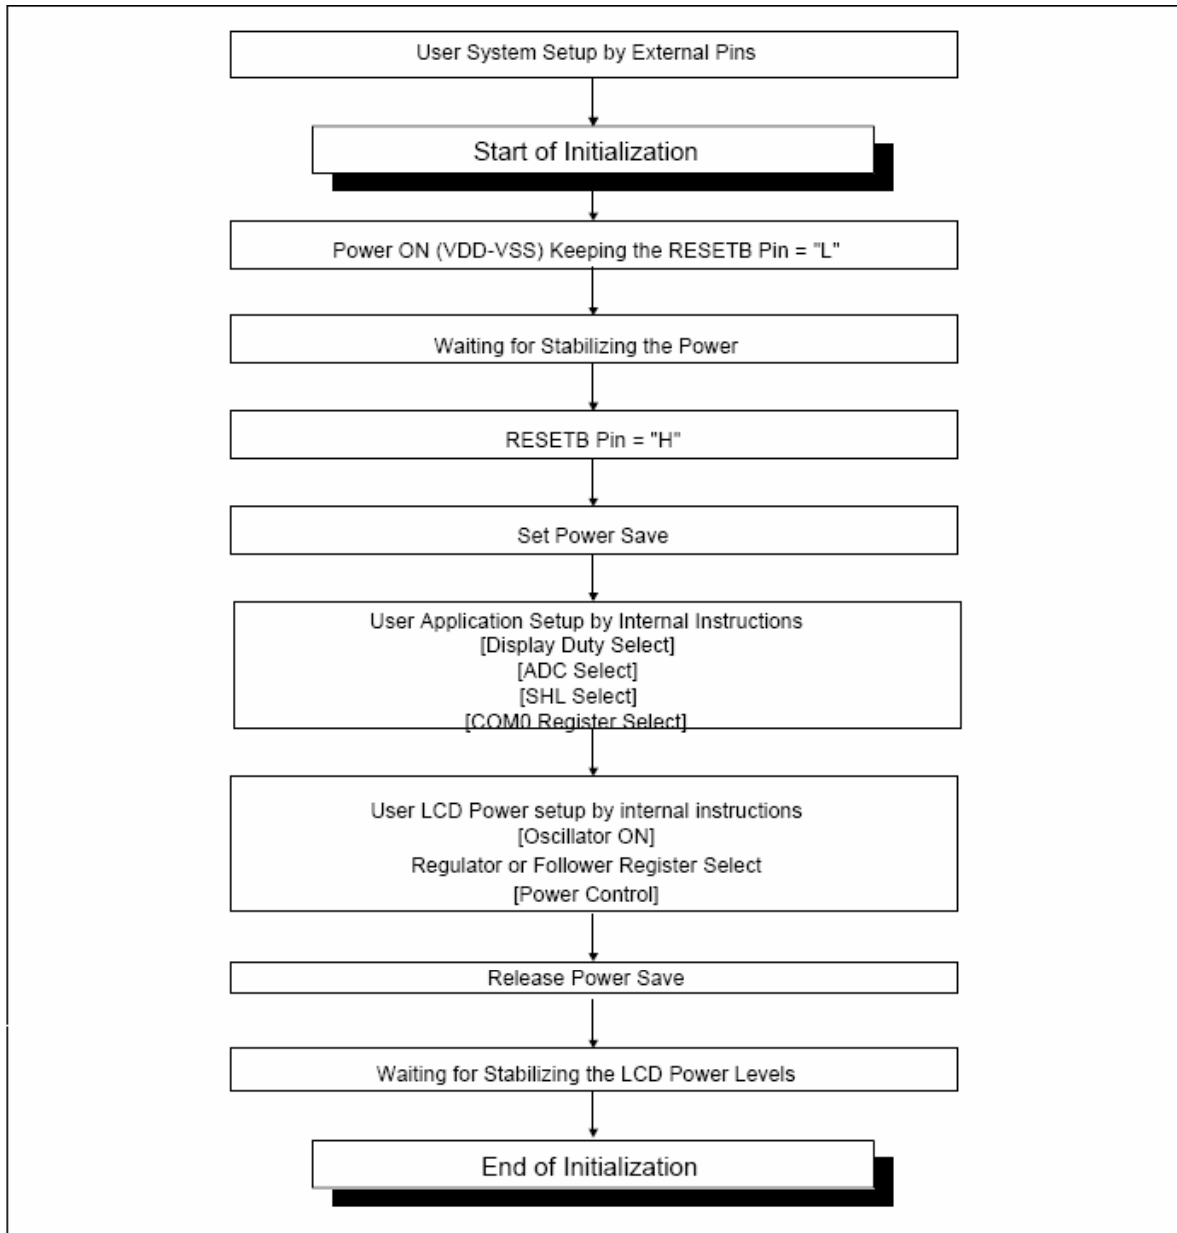 User System Setup by External Pins
Start of Initialization
Power ON (VDD-VSS) Keeping the RESETB Pin = "L"
Waiting for Stabilizing the Power
RESETB Pin = "H"
Set Power Save
User Application Setup by Internal Instructions
[Display Duty Select]
[ADC Select]
[SHL Select]
[COM0 Register Select]
User LCD Power setup by internal instructions
[Oscillator ON]
Regulator or Follower Register Select
[Power Control]
Release Power Save
Waiting for Stabilizing the LCD Power Levels
End of Initialization